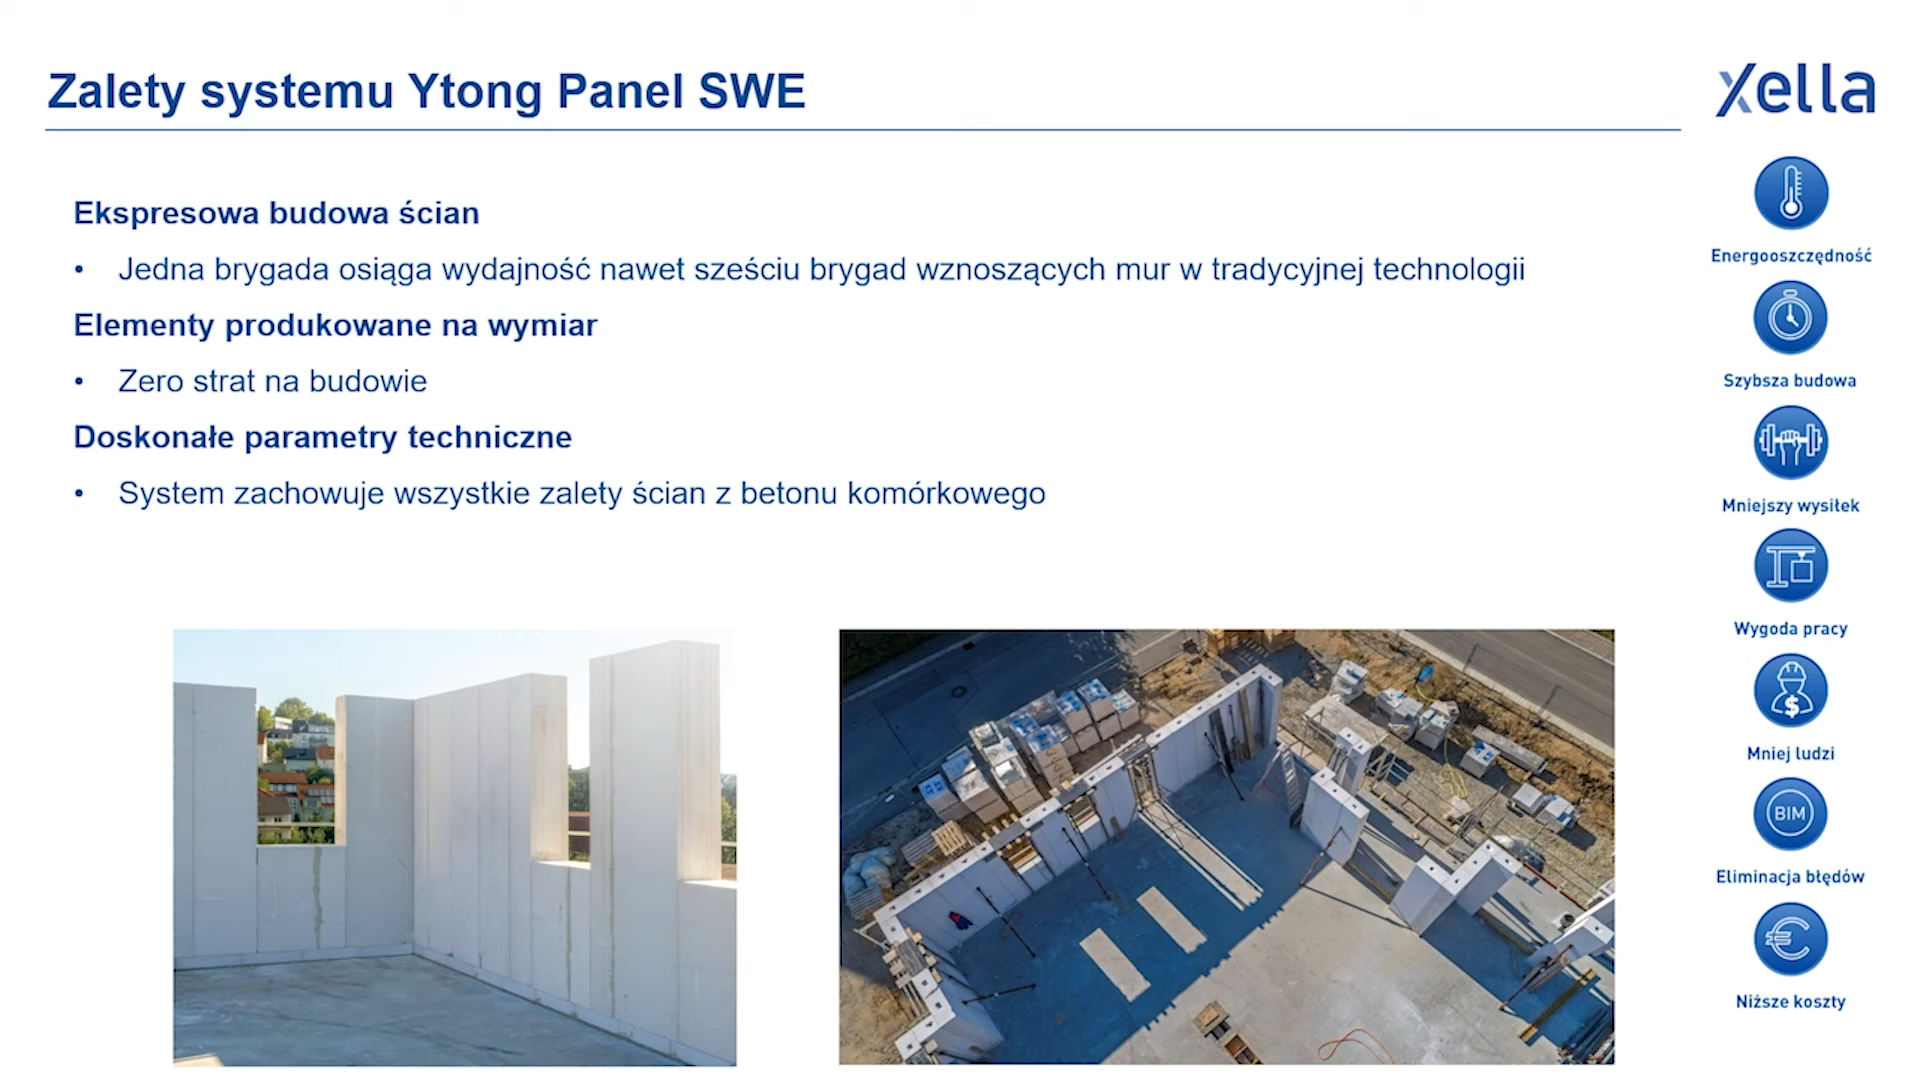 Zalety systemu Ytong Panel SWE
xella
Ekspresowa budowa ścian
• Jedna brygada osiąga wydajność nawet sześciu brygad wznoszących mur w tradycyjnej technologii
Elementy produkowane na wymiar
• Zero strat na budowie
Doskonałe parametry techniczne
• System zachowuje wszystkie zalety ścian z betonu komórkowego
Energooszczędność
Szybsza budowa
Mniejszy wysiłek
Wygoda pracy
$
Mniej ludzi
BIM
Eliminacja błędów
€
Niższe koszty